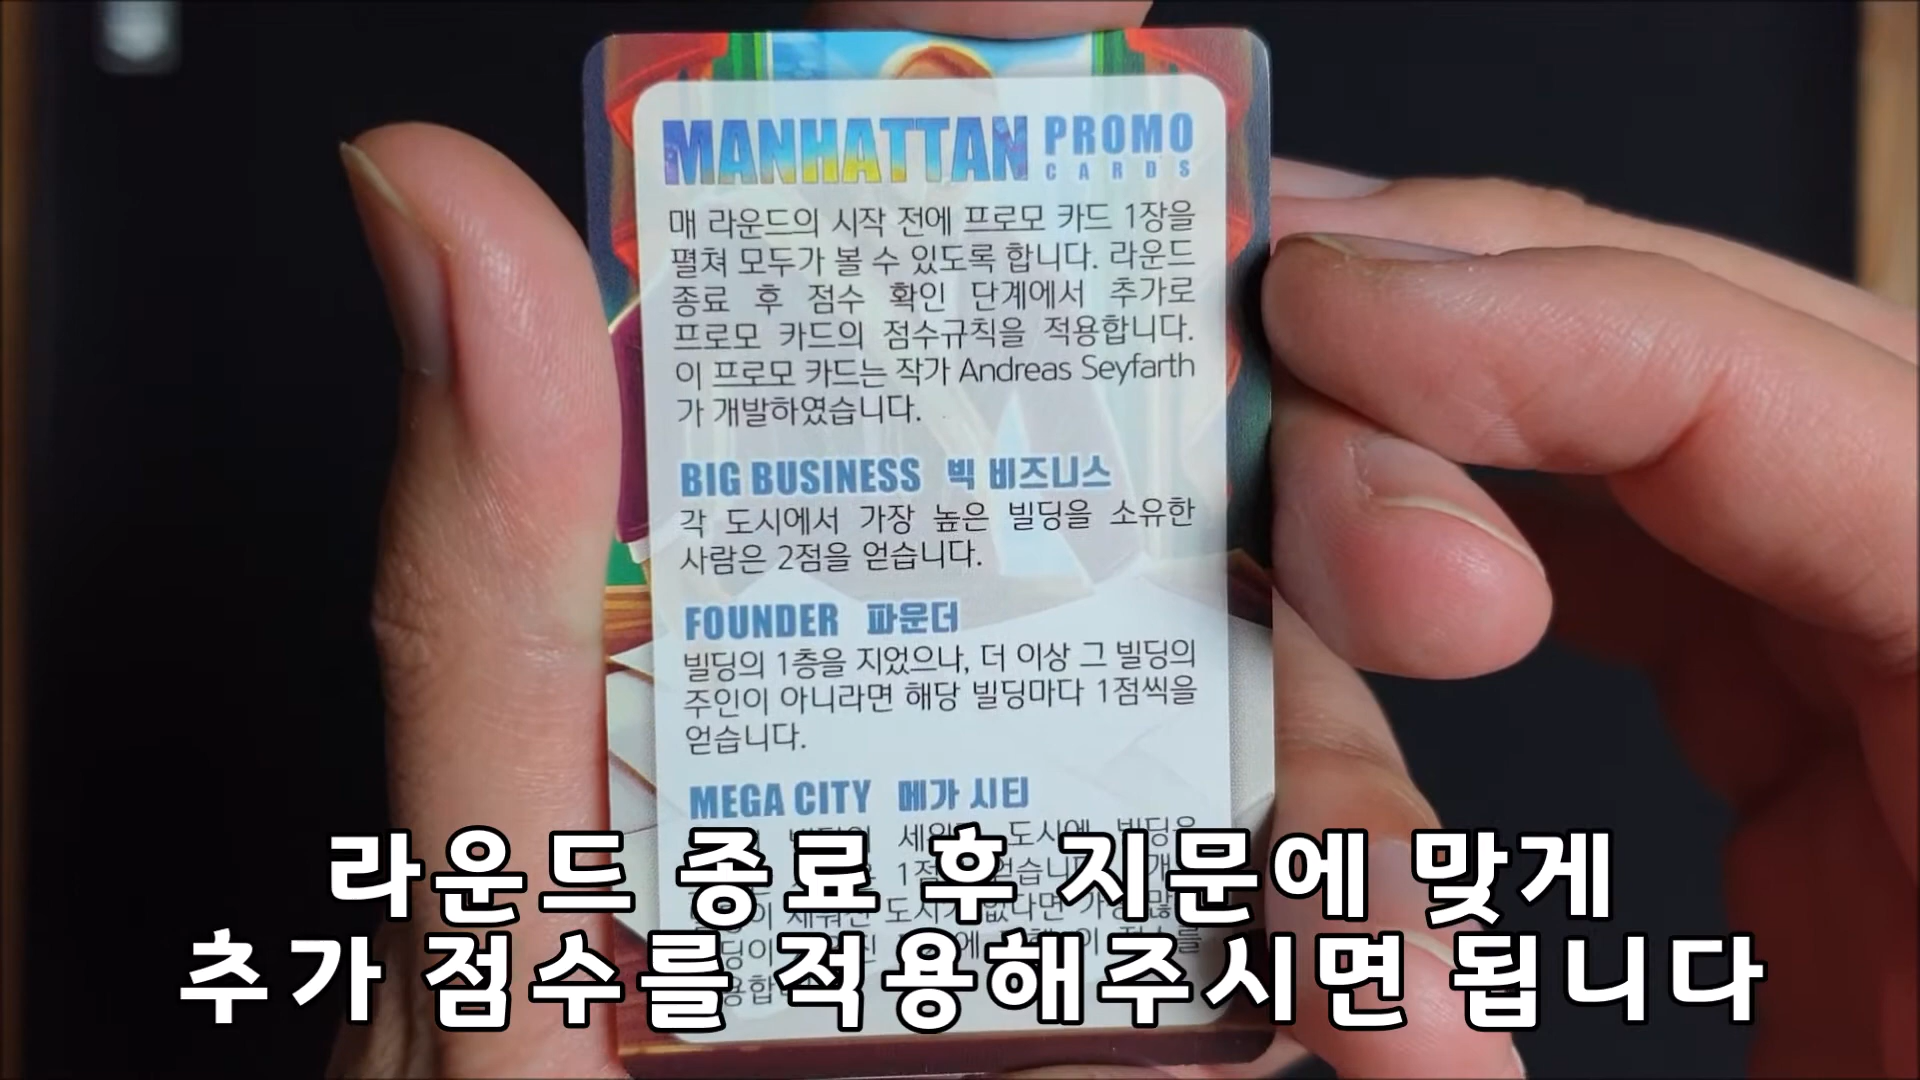 MANHATTAN PROMO
CARDS
매 라운드의 시작 전에 프로모 카드 1장을
펼쳐 모두가 볼 수 있도록 합니다. 라운드
종료 후 점수 확인 단계에서 추가로
프로모 카드의 점수규칙을 적용합니다.
이 프로모 카드는 작가 Andreas Seyfarth
가 개발하였습니다.
BIG BUSINESS 빅 비즈니스
각 도시에서 가장 높은 빌딩을 소유한
사람은 2점을 얻습니다.
FOUNDER 파운더
빌딩의 1층을 지었으나, 더 이상 그 빌딩의
주인이 아니라면 해당 빌딩마다 1점씩을
얻습니다.
MEGA CITY 메가 시티
도시에 빌딩을
라운드 종료 후 지문에 맞게
추가 점수를 적용해주시면 됩니다